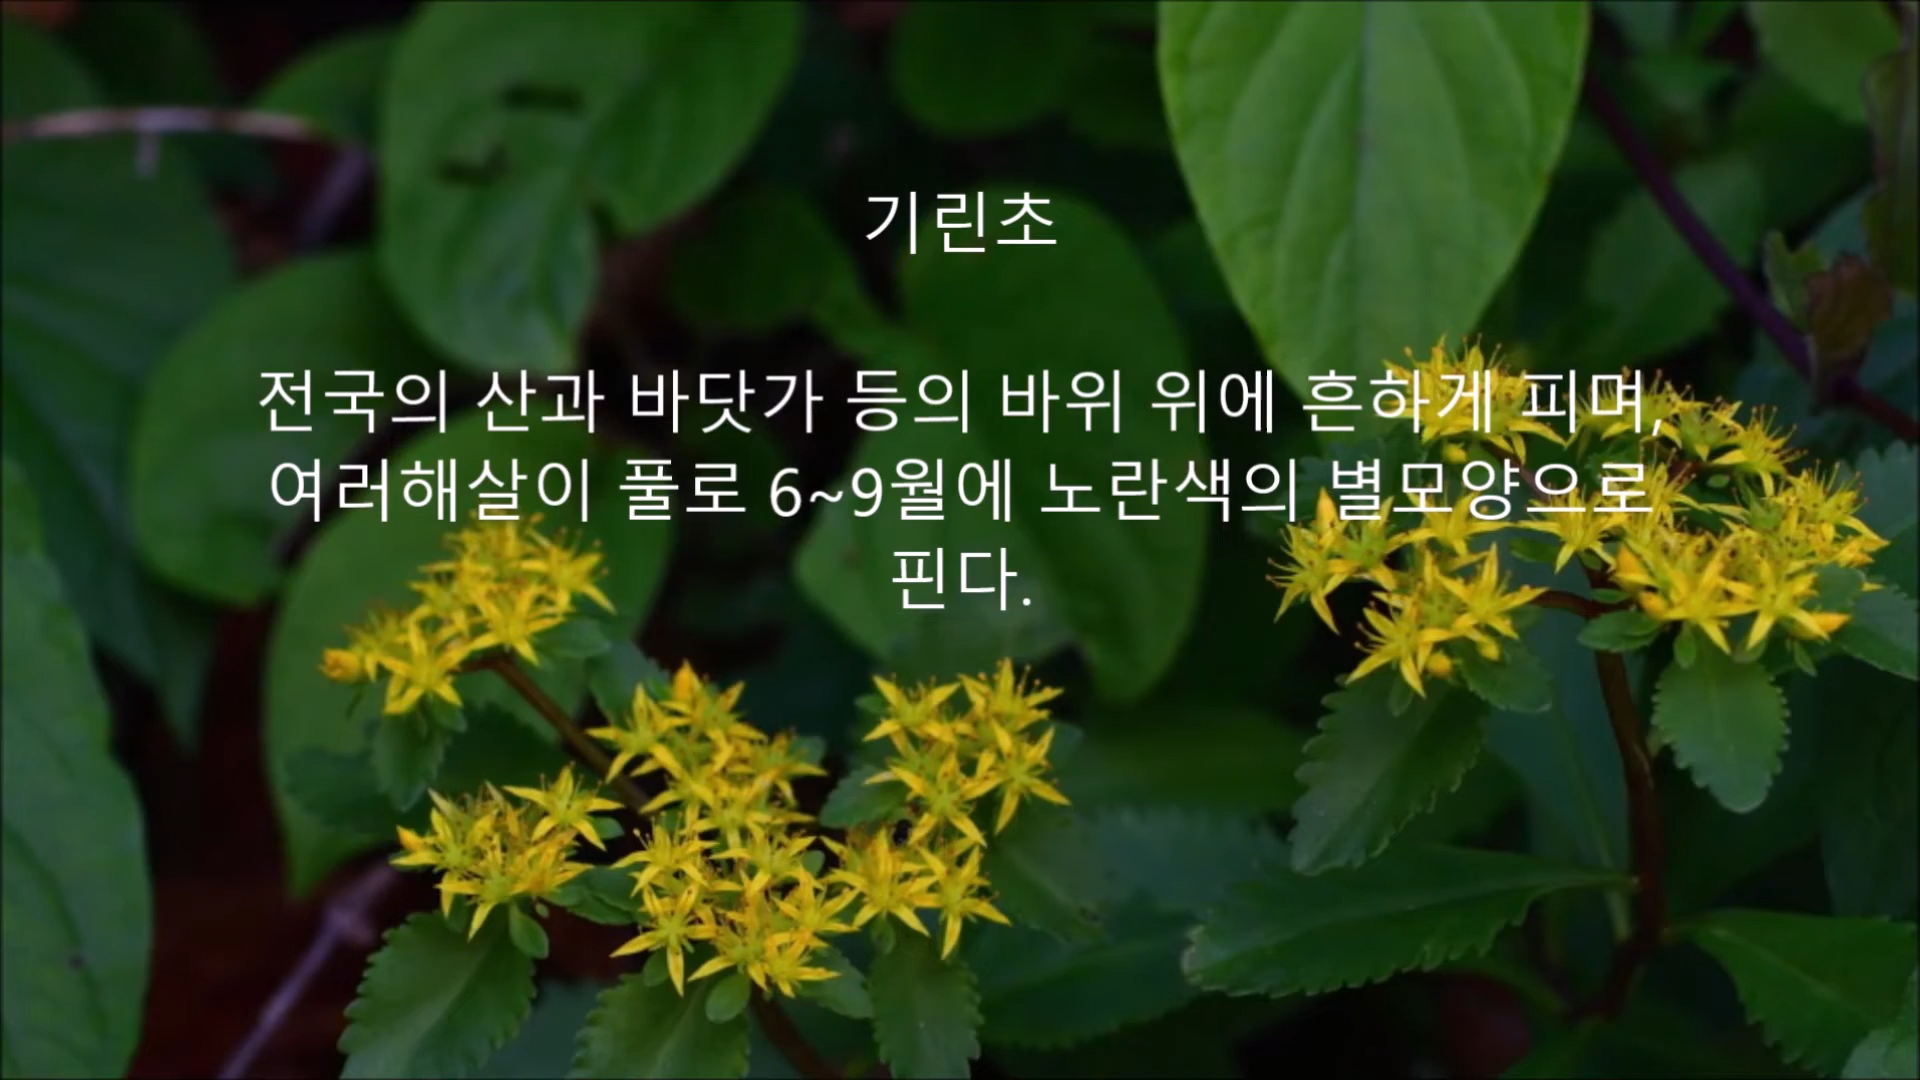 기린초
전국의 산과 바닷가 등의 바위 위에 흔하게 피며,
여러해살이 풀로 6~9월에 노란색의 별모양으로
핀다.